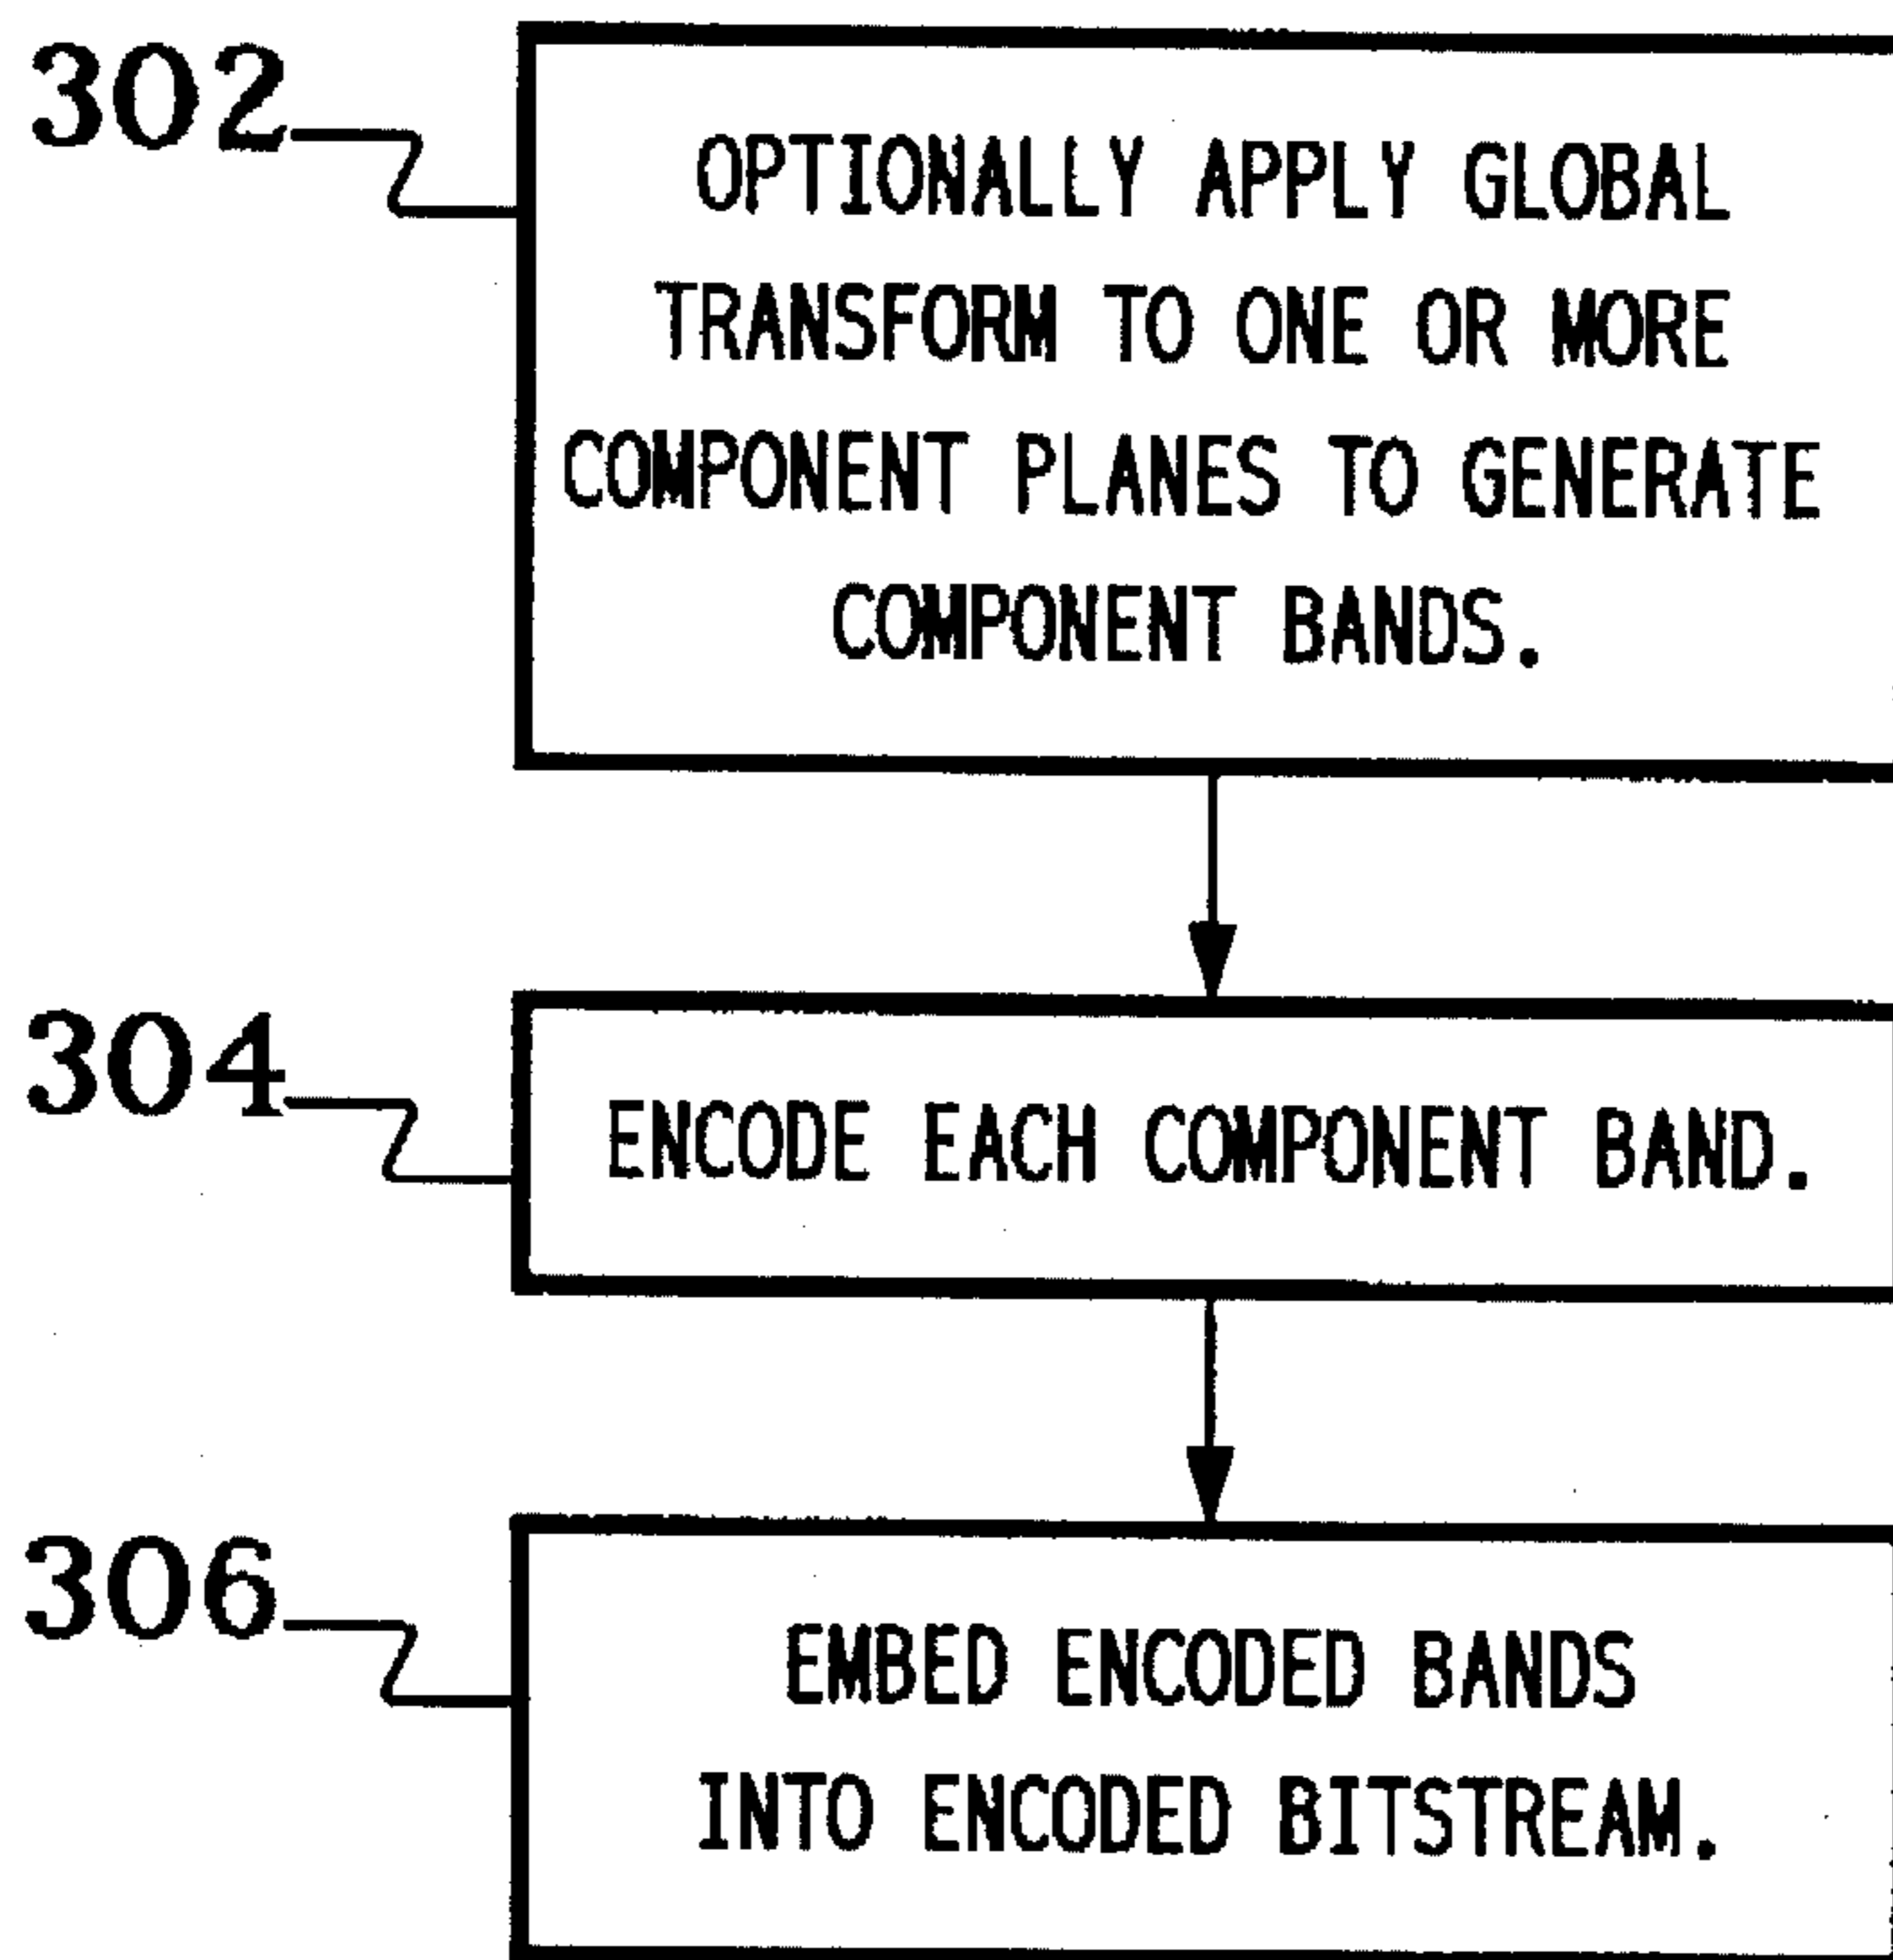 302
OPTIONALLY APPLY GLOBAL
TRANSFORM TO ONE OR MORE
COMPONENT PLANES TO GENERATE
COMPONENT BANDS.
304
ENCODE EACH COMPONENT BAND.
306
EMBED ENCODED BANDS
INTO ENCODED BITSTREAM.